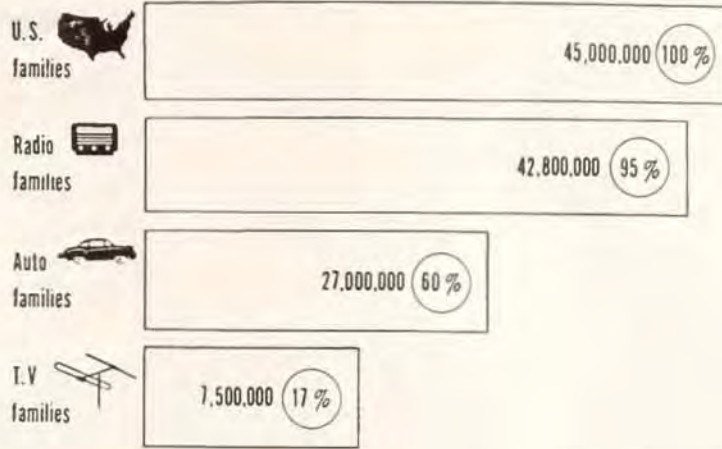 U.S.
families
45,000,000 100 %
Radio
families
42,800,000 95 %
Auto
families
27,000,000 60 %
T.V
families
7,500,000 17 %